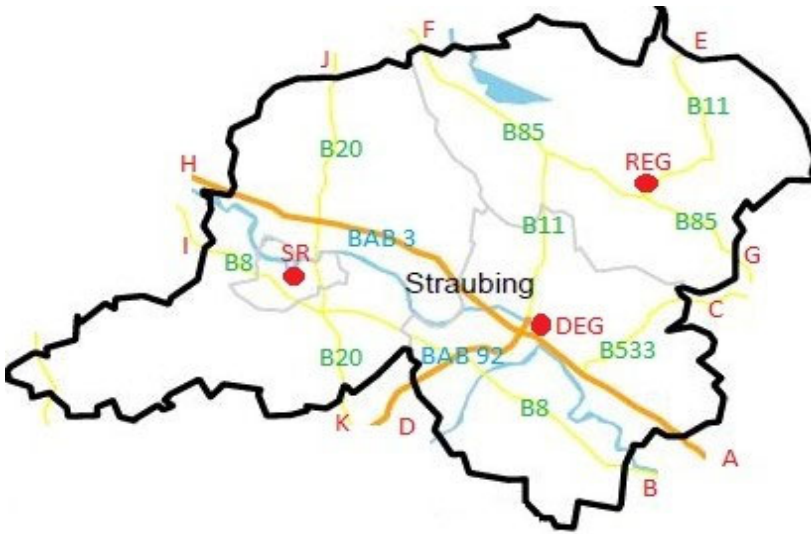 F
E
J
B11
B85
B20
REG
H
B85
B11
I
SR
BAB 3
G
B8
Straubing
C
DEG
BAB 92
B533
B20
B8
K
D
A
B